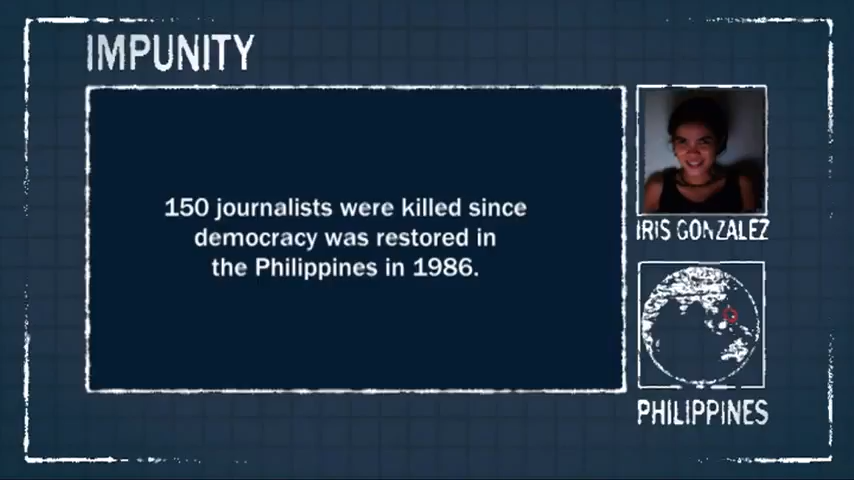 IMPUNITY
150 journalists were killed since
democracy was restored in
the Philippines in 1986.
IRIS GONZALEZ
PHILIPPINES